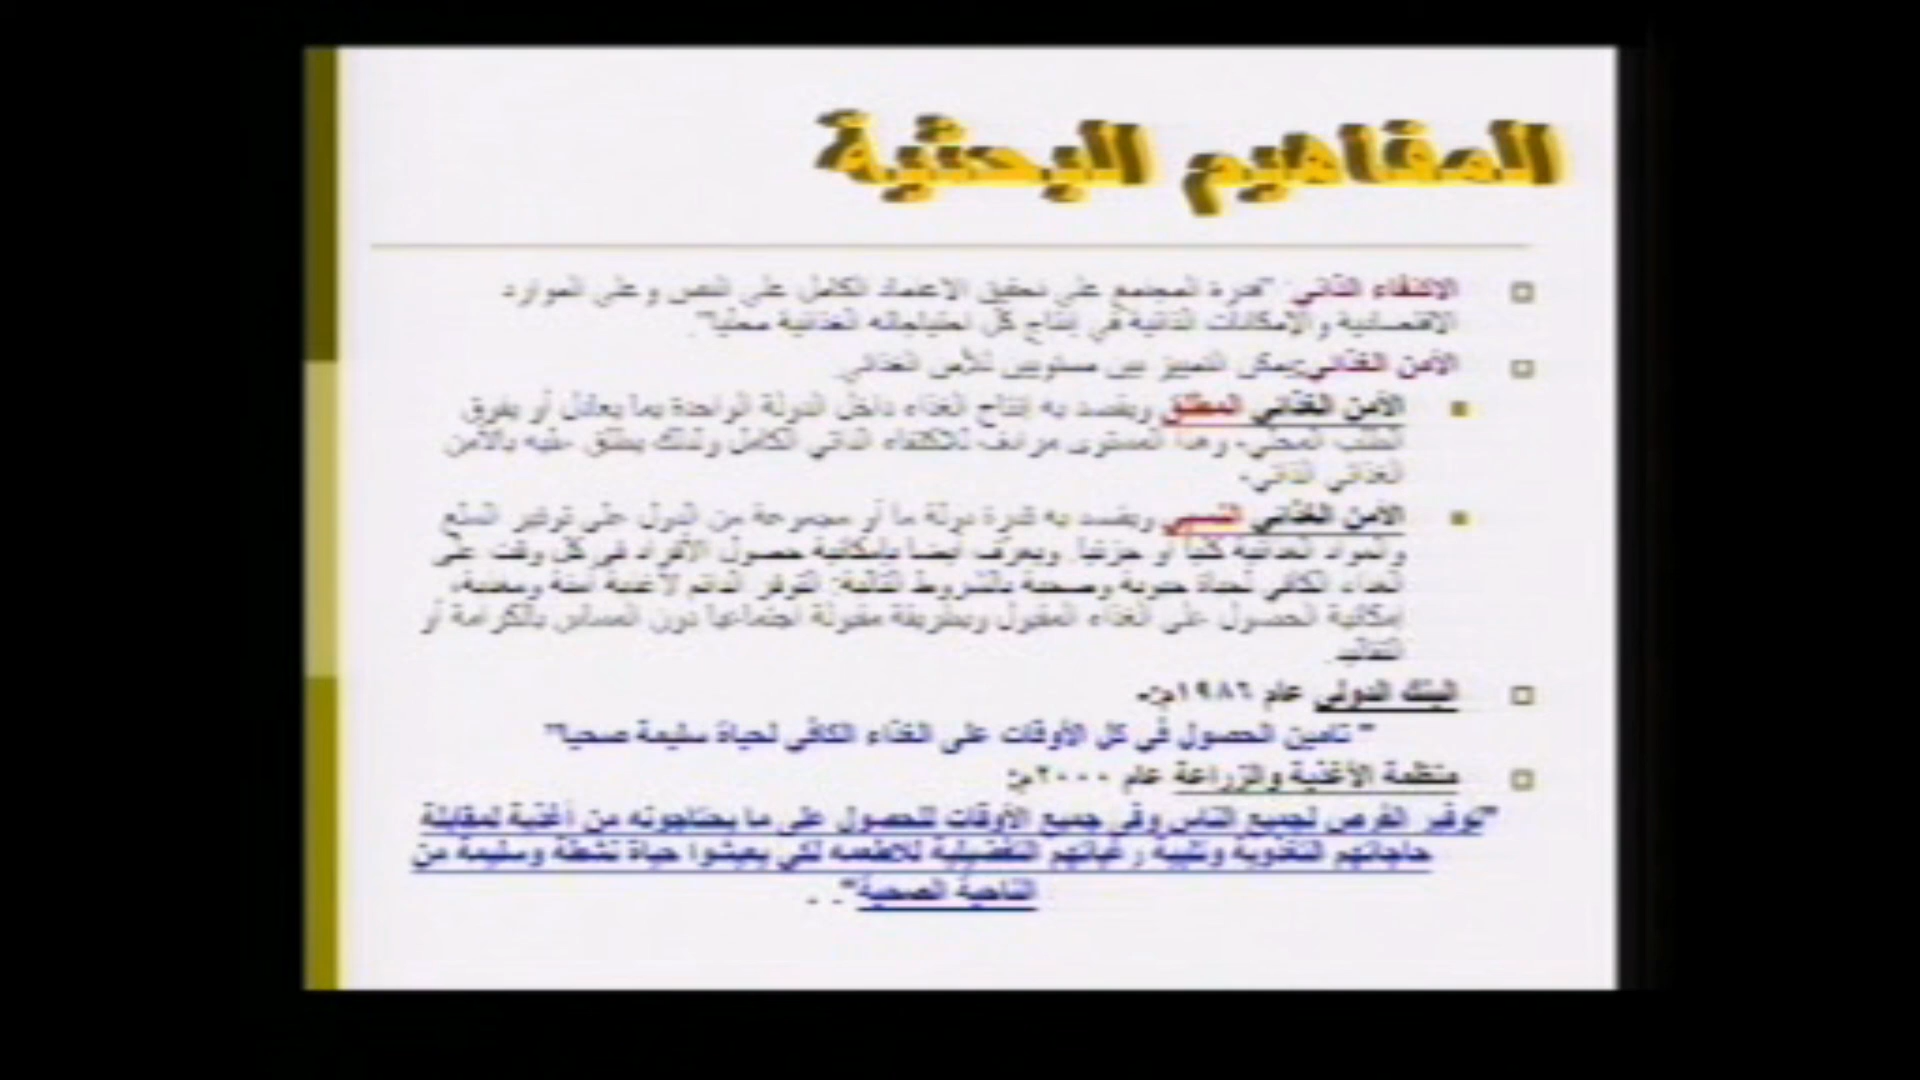 المفاهيم البحثية
الاكتفاء الذاتي: "قدرة المجتمع على تحقيق الاعتماد الكامل على النفس وعلى الموارد
الاقتصادية والإمكانات الذاتية في إنتاج كل احتياجاته الغذائية محليا".
الأمن الغذائي: يمكن التمييز بين مستويين للأمن الغذائي
الأمن الغذائي المطلق ويقصد به إنتاج الغذاء داخل الدولة الواحدة بما يعادل أو يفوق
الطلب المحلي، وهذا المستوى مرادف للاكتفاء الذاتي الكامل ولذلك يطلق عليه بالأمن
الغذائي الذاتي.
الأمن الغذائي النسبي ويقصد به قدرة دولة ما أو مجموعة من الدول على توفير السلع
والمواد الغذائية كليا أو جزئيا. ويعرف أيضا بإمكانية حصول الأفراد في كل وقت على
الغذاء الكافي لحياة حيوية وصحية بالشروط التالية: التوفر الدائم لأغذية آمنة ومغذية،
إمكانية الحصول على الغذاء المقبول وبطريقة مقبولة اجتماعيا دون المساس بالكرامة أو
التقاليد.
البنك الدولي عام ١٩٨٦م:-
" تامين الحصول في كل الأوقات على الغذاء الكافي لحياة سليمة صحيا"
منظمة الأغذية والزراعة عام ٢٠٠٠م:
"توفير الفرص لجميع الناس وفي جميع الأوقات للحصول على ما يحتاجونه من أغذية لمقابلة
حاجاتهم التغذوية وتلبية رغباتهم التفضيلية للاطعمه لكي يعيشوا حياة نشطة وسليمة من
الناحية الصحية". .